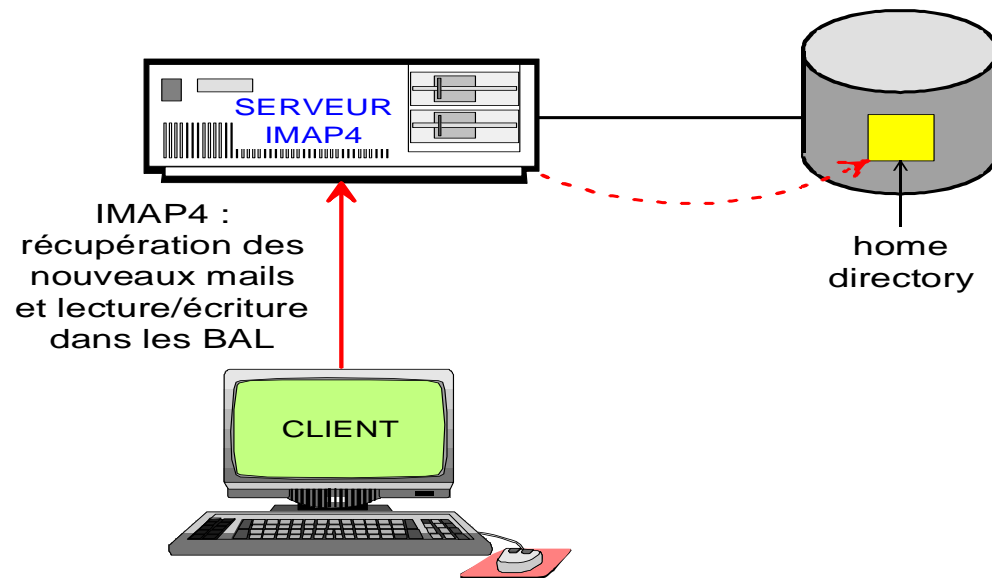 SERVEUR
IMAP4
IMAP4 :
récupération des
nouveaux mails
et lecture/écriture
dans les BAL
home
directory
CLIENT